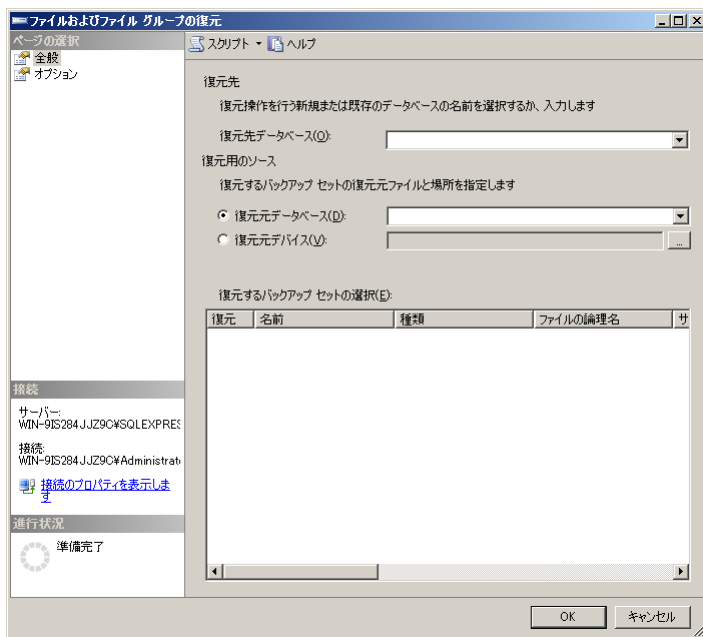 ファイルおよびファイル グループの復元
ページの選択
全般
オプション
スクリプト
ヘルプ
復元先
復元操作を行う新規または既存のデータベースの名前を選択するか、入力します
復元先データベース(O):
復元用のソース
復元するバックアップ セットの復元元ファイルと場所を指定します
復元元データベース(D):
復元元デバイス(V):
...
復元するバックアップ セットの選択(E):
復元 名前 種類 ファイルの論理名 サ
接続
サーバー:
WIN-9IS284JJZ9C¥SQLEXPRES
接続:
WIN-9IS284JJZ9C¥Administrat
接続のプロパティを表示しま
す
進行状況
準備完了
OK キャンセル